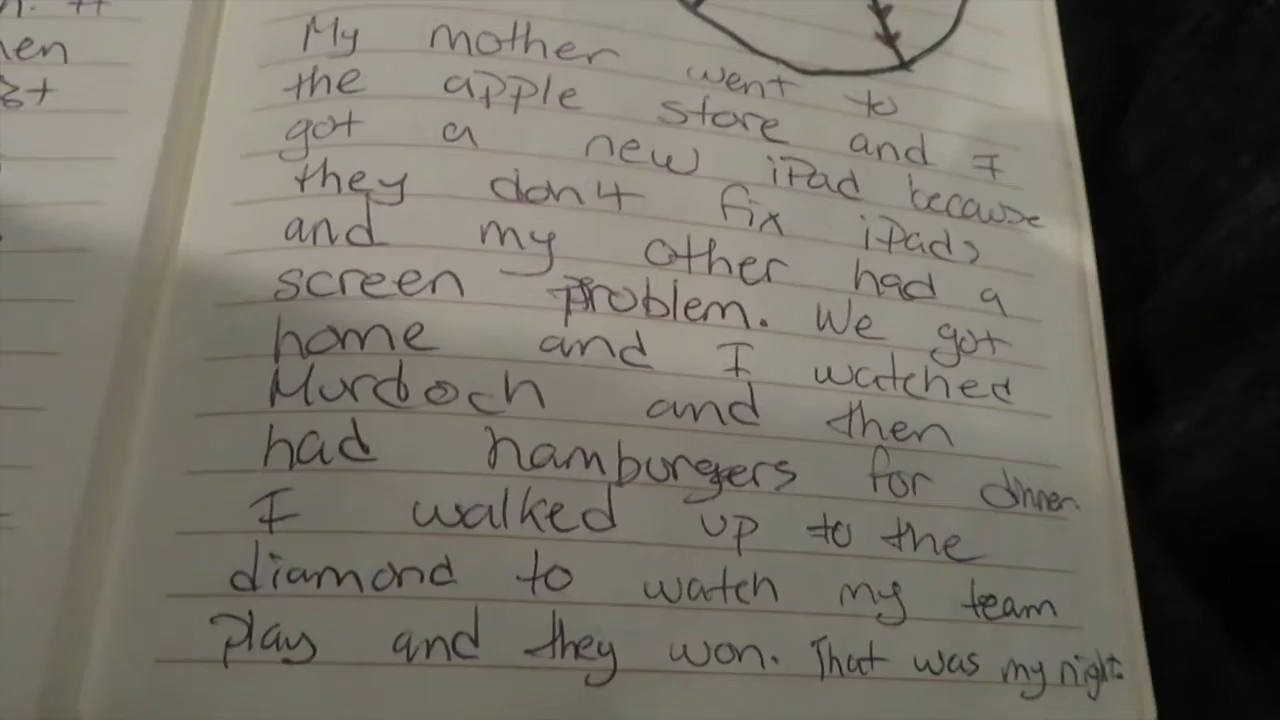 My mother went to
the apple store and I
got a new iPad because
they don't fix iPads
and my other had a
screen problem. We got
home and I watched
Murdoch and then
had hamburgers for dinner.
I walked up to the
diamond to watch my team
play and they won. That was my night.